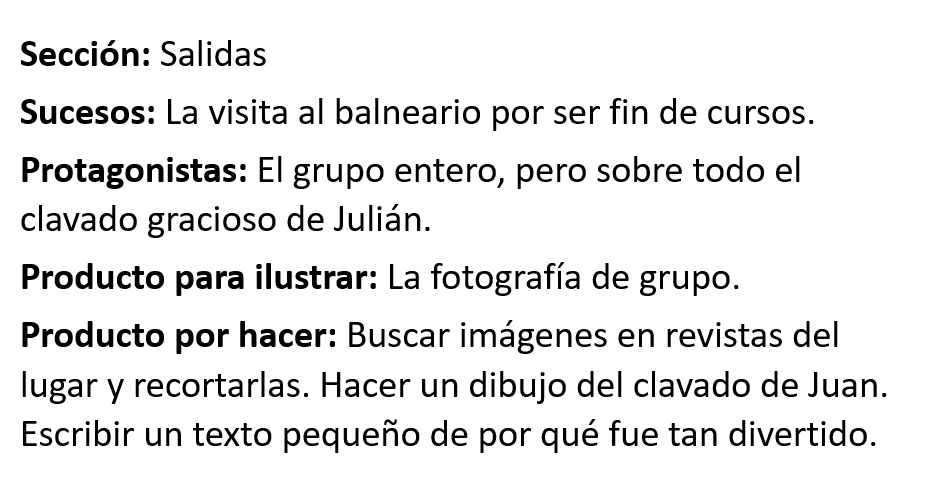 Sección: Salidas
Sucesos: La visita al balneario por ser fin de cursos.
Protagonistas: El grupo entero, pero sobre todo el
clavado gracioso de Julián.
Producto para ilustrar: La fotografía de grupo.
Producto por hacer: Buscar imágenes en revistas del
lugar y recortarlas. Hacer un dibujo del clavado de Juan.
Escribir un texto pequeño de por qué fue tan divertido.